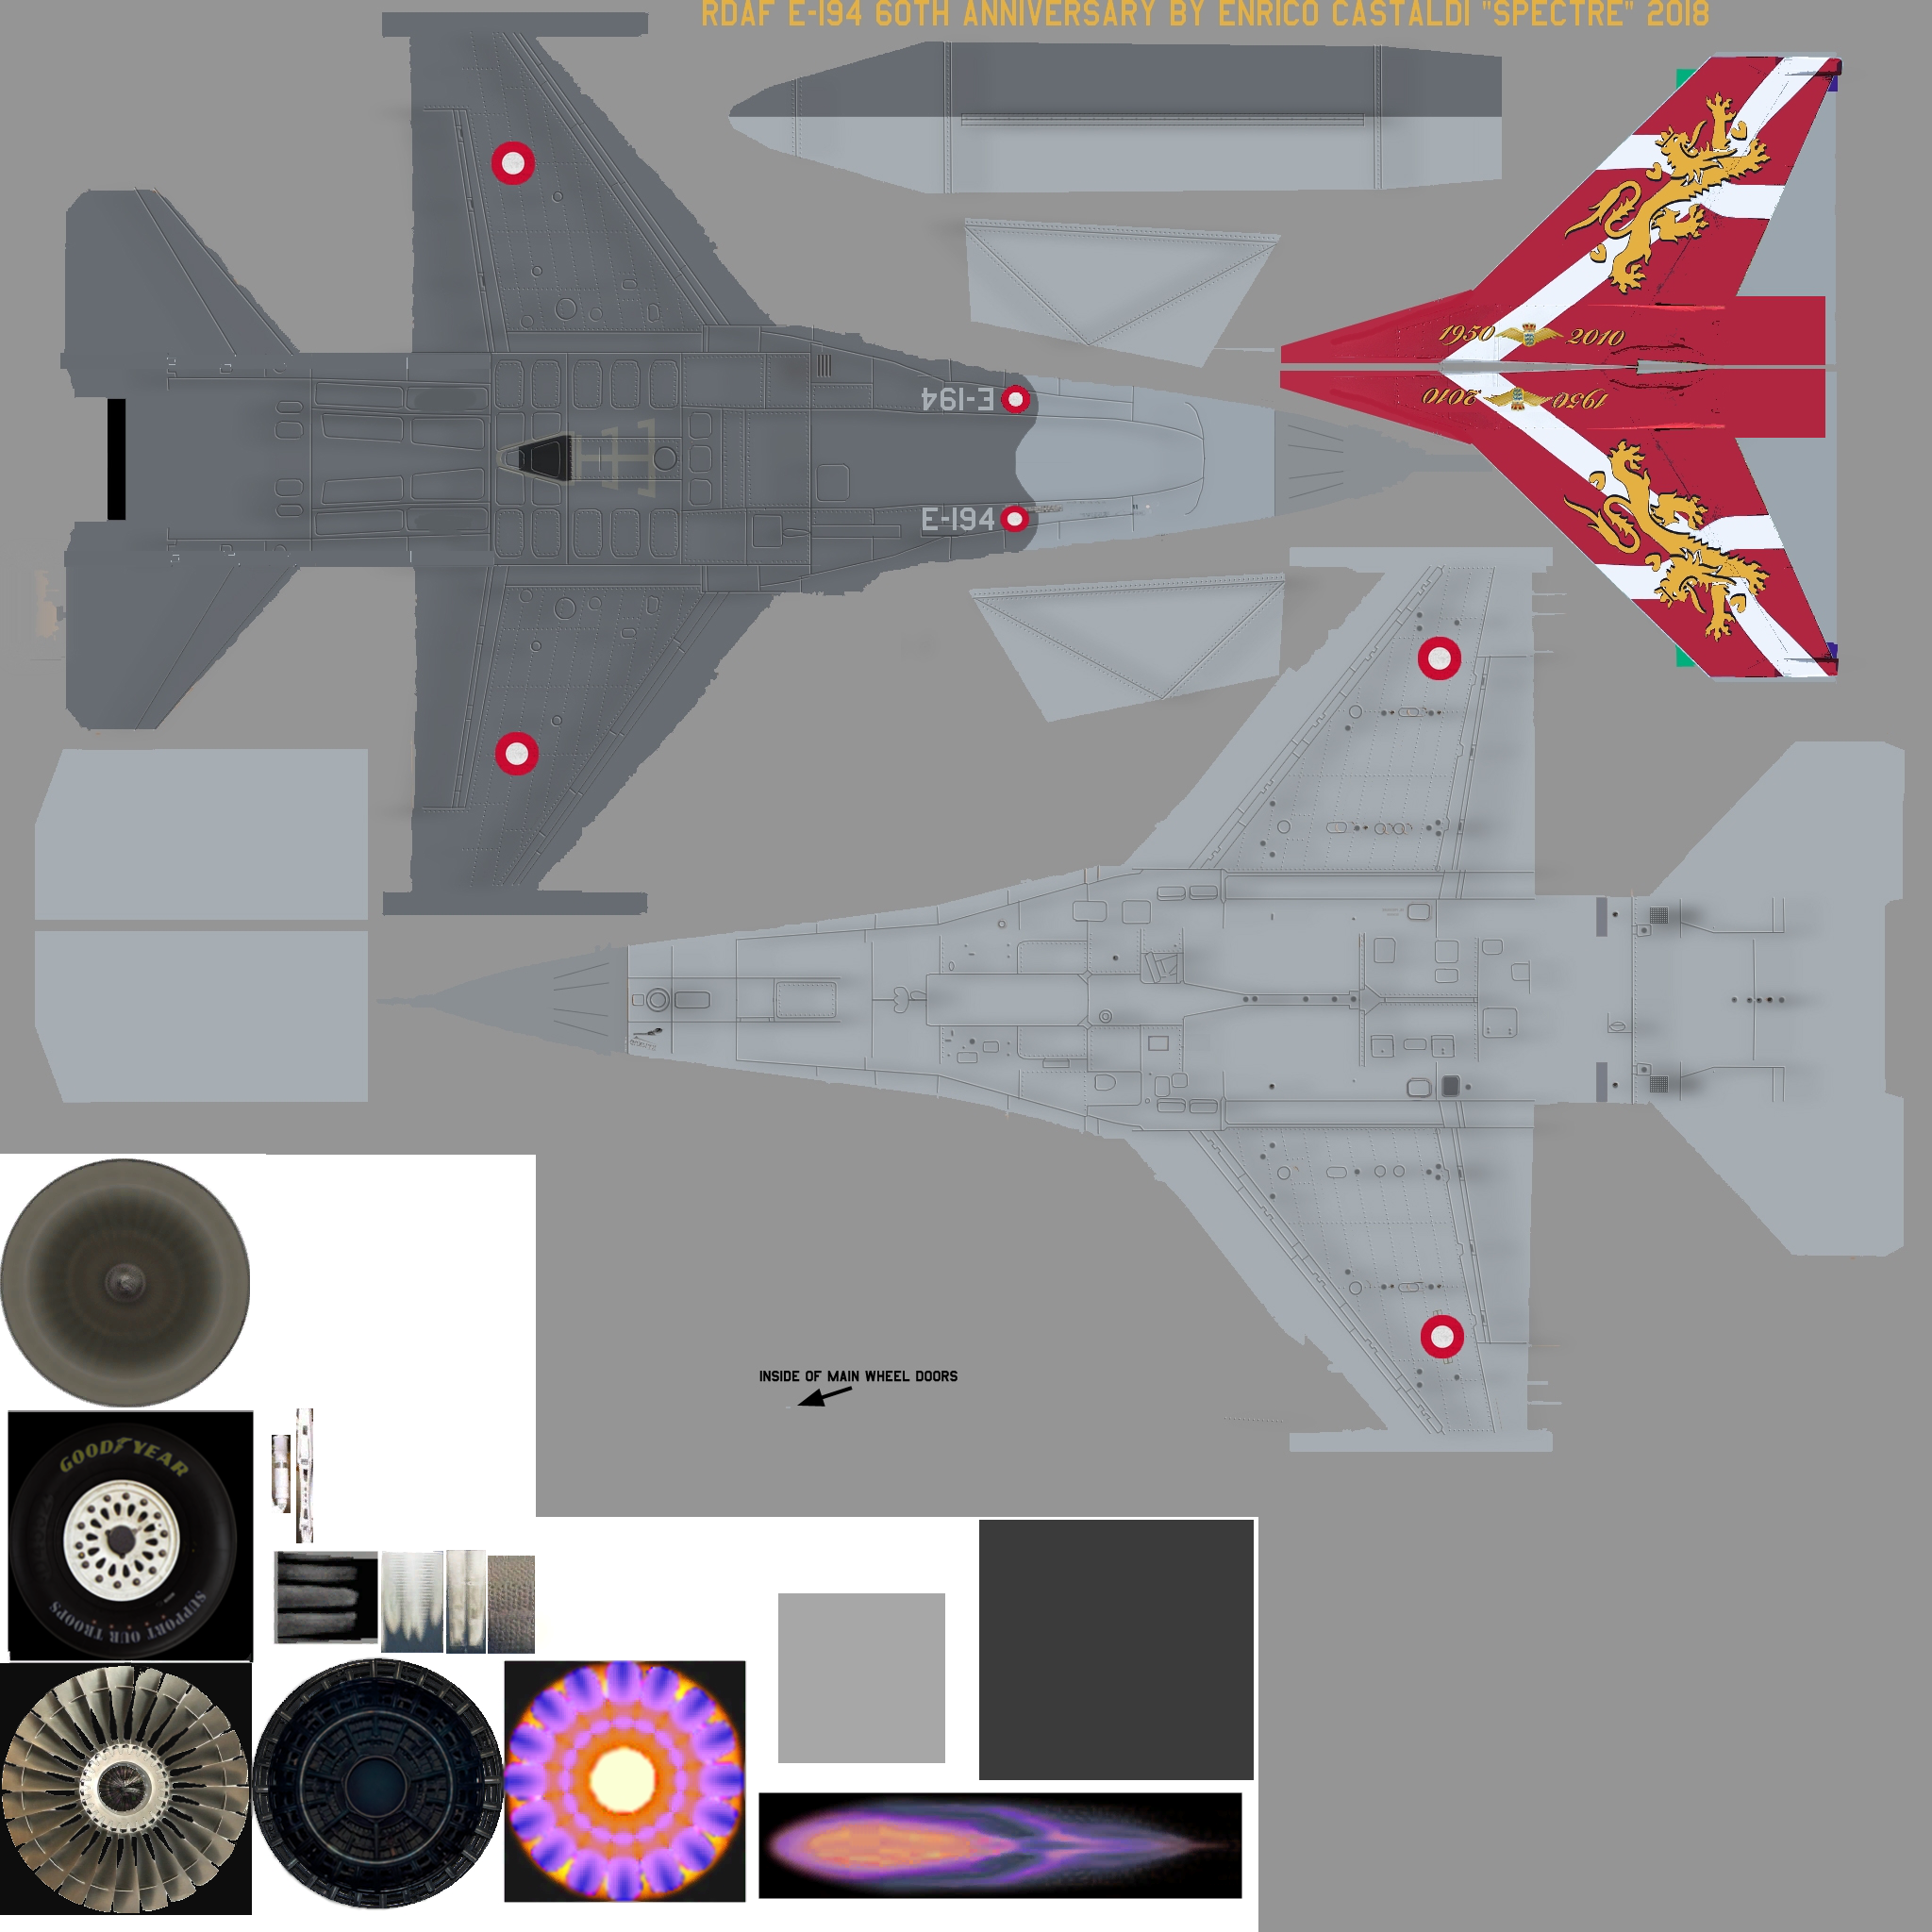 RDAF E-194 60TH ANNIVERSARY BY ENRICO CASTALDI "SPECTRE" 2018
1950 2010
E-194
1950 2010
E-194
INSIDE OF MAIN WHEEL DOORS
GOODYEAR
SUPPORT OUR TROOPS